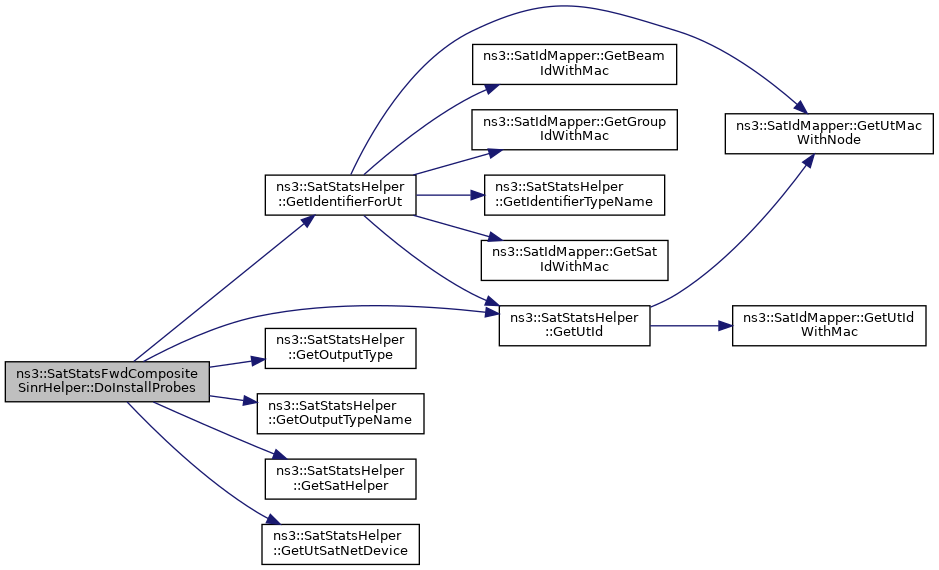 ns3::SatStatsFwdComposite
SinrHelper::DoInstallProbes
ns3::SatStatsHelper
::GetIdentifierForUt
ns3::SatIdMapper::GetBeam
IdWithMac
ns3::SatIdMapper::GetGroup
IdWithMac
ns3::SatStatsHelper
::GetIdentifierTypeName
ns3::SatIdMapper::GetSat
IdWithMac
ns3::SatStatsHelper
::GetUtId
ns3::SatIdMapper::GetUtMac
WithNode
ns3::SatIdMapper::GetUtId
WithMac
ns3::SatStatsHelper
::GetOutputType
ns3::SatStatsHelper
::GetOutputTypeName
ns3::SatStatsHelper
::GetSatHelper
ns3::SatStatsHelper
::GetUtSatNetDevice